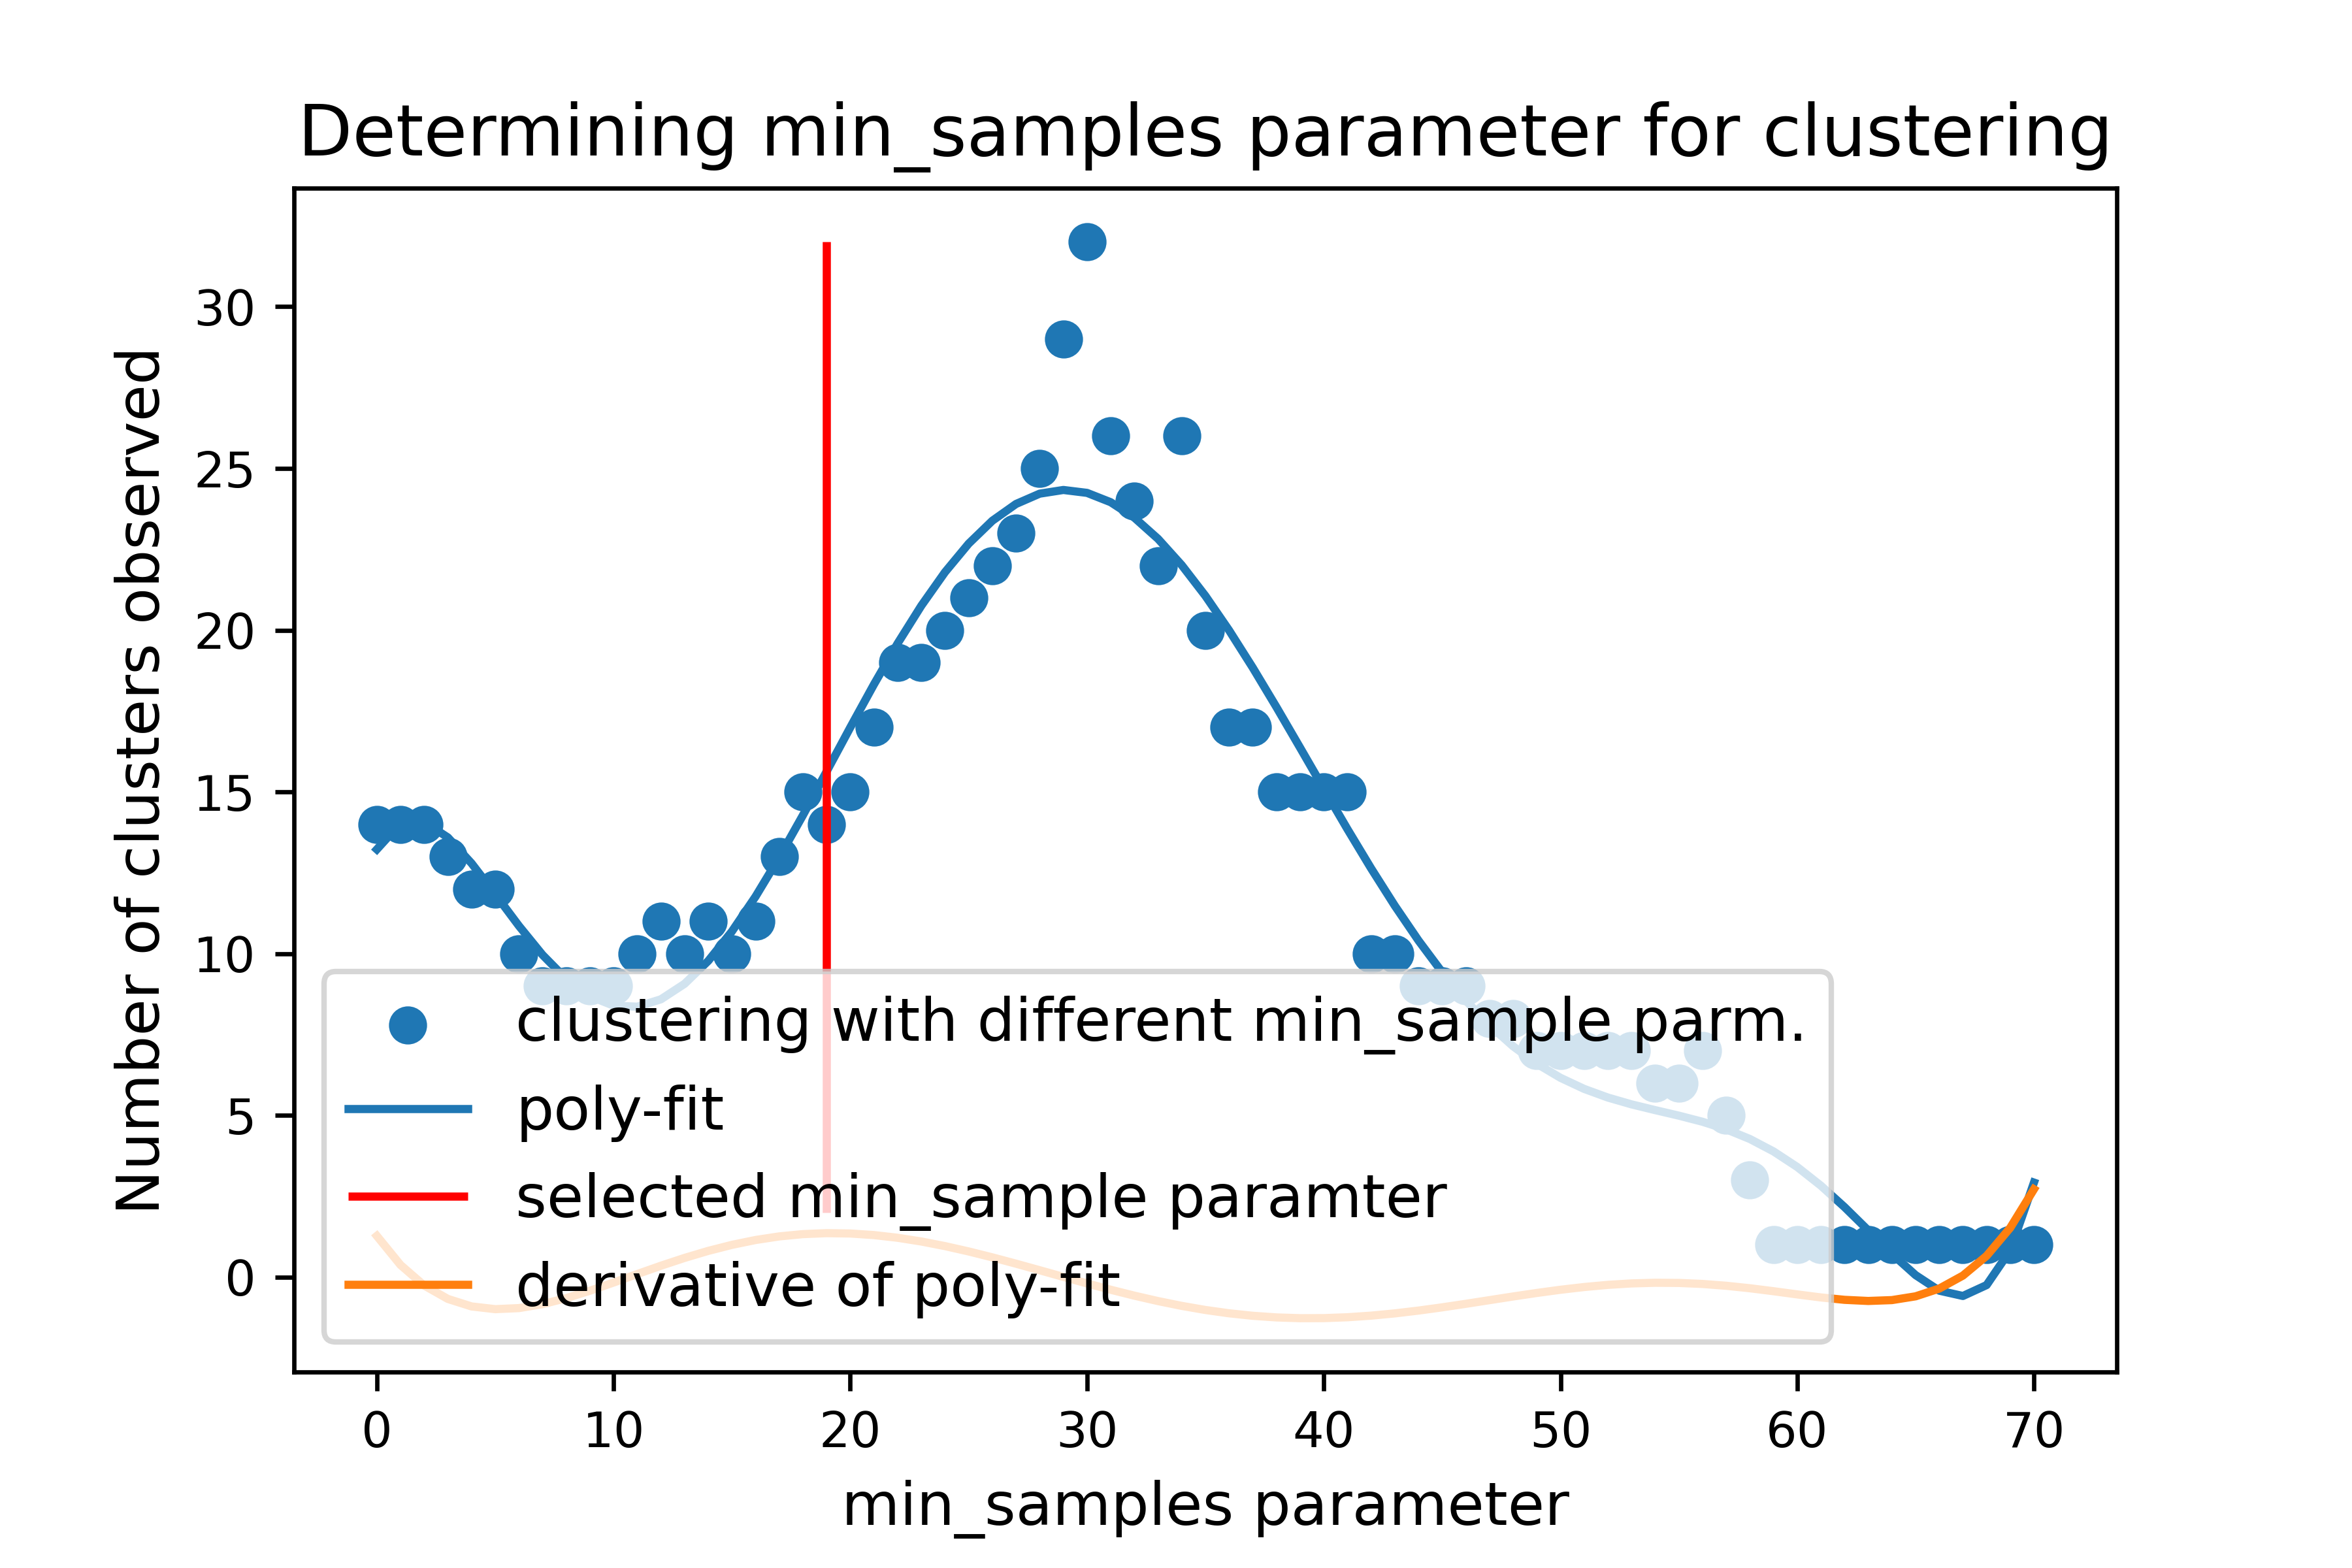 Determining min_samples parameter for clustering
Number of clusters observed
30
25
20
15
10
5
0
clustering with different min_sample parm.
poly-fit
selected min_sample paramter
derivative of poly-fit
0 10 20 30 40 50 60 70
min_samples parameter